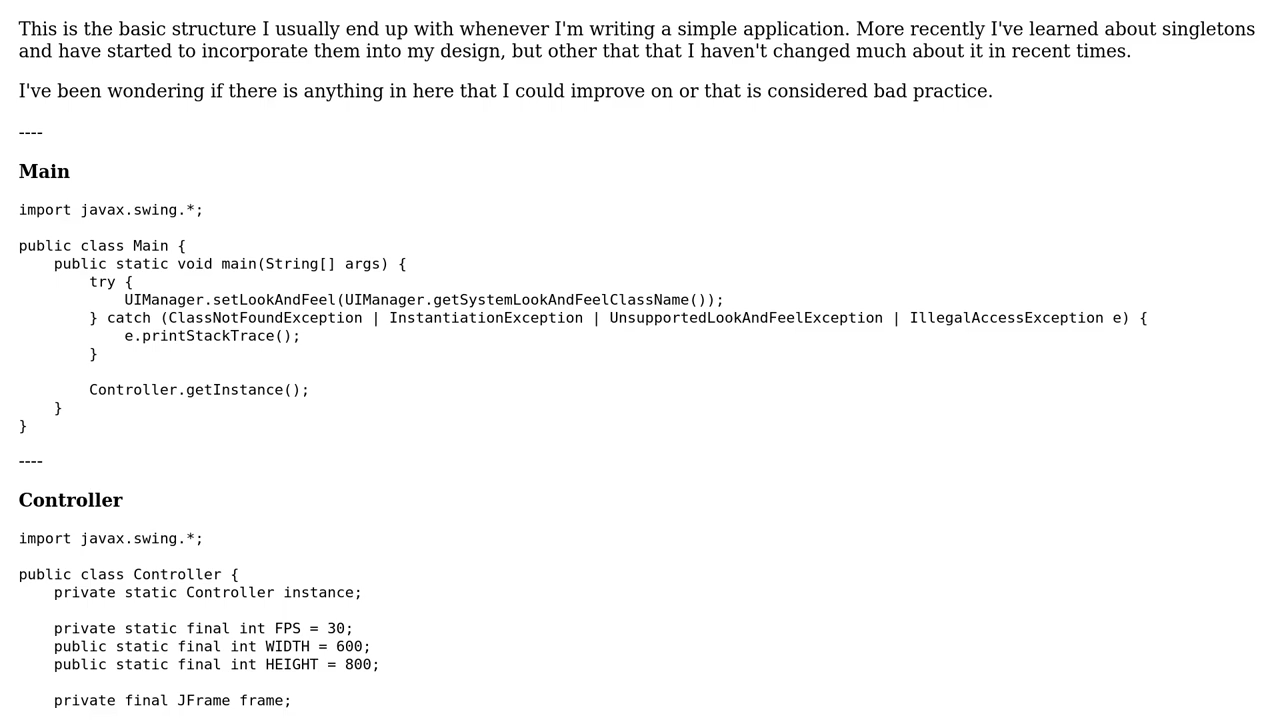 This is the basic structure I usually end up with whenever I'm writing a simple application. More recently I've learned about singletons
and have started to incorporate them into my design, but other that that I haven't changed much about it in recent times.
I've been wondering if there is anything in here that I could improve on or that is considered bad practice.
----
Main
import javax.swing.*;
public class Main {
    public static void main(String[] args) {
        try {
            UIManager.setLookAndFeel(UIManager.getSystemLookAndFeelClassName());
        } catch (ClassNotFoundException | InstantiationException | UnsupportedLookAndFeelException | IllegalAccessException e) {
            e.printStackTrace();
        }
        Controller.getInstance();
    }
}
----
Controller
import javax.swing.*;
public class Controller {
    private static Controller instance;
    private static final int FPS = 30;
    public static final int WIDTH = 600;
    public static final int HEIGHT = 800;
    private final JFrame frame;